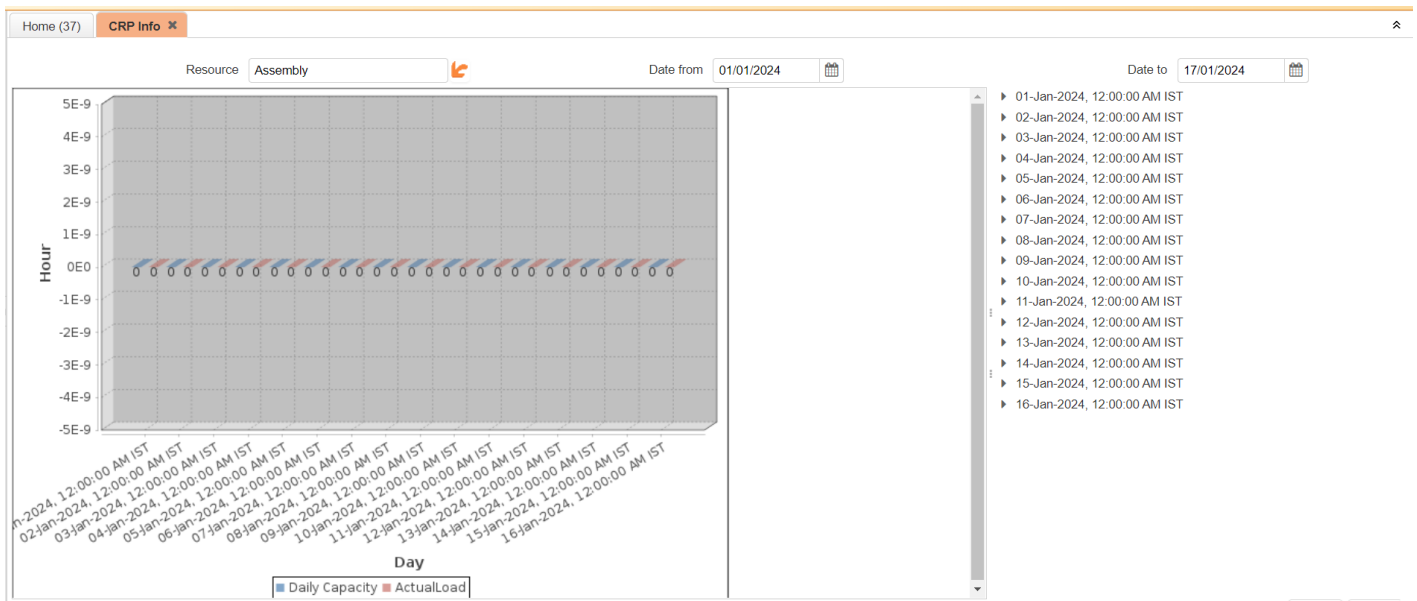 Home (37) CRP Info ✖
Resource Assembly Date from 01/01/2024 Date to 17/01/2024
5E-9
4E-9
3E-9
2E-9
1E-9
0E0
-1E-9
-2E-9
-3E-9
-4E-9
-5E-9
Hour
0 0 0 0 0 0 0 0 0 0 0 0 0 0 0 0 0 0 0 0 0 0 0 0 0 0 0 0 0 0 0 0
n-2024, 12:00:00 AM IST
02-Jan-2024, 12:00:00 AM IST
03-Jan-2024, 12:00:00 AM IST
04-Jan-2024, 12:00:00 AM IST
05-Jan-2024, 12:00:00 AM IST
06-Jan-2024, 12:00:00 AM IST
07-Jan-2024, 12:00:00 AM IST
08-Jan-2024, 12:00:00 AM IST
09-Jan-2024, 12:00:00 AM IST
10-Jan-2024, 12:00:00 AM IST
11-Jan-2024, 12:00:00 AM IST
12-Jan-2024, 12:00:00 AM IST
13-Jan-2024, 12:00:00 AM IST
14-Jan-2024, 12:00:00 AM IST
15-Jan-2024, 12:00:00 AM IST
16-Jan-2024, 12:00:00 AM IST
Day
Daily Capacity ActualLoad
01-Jan-2024, 12:00:00 AM IST
02-Jan-2024, 12:00:00 AM IST
03-Jan-2024, 12:00:00 AM IST
04-Jan-2024, 12:00:00 AM IST
05-Jan-2024, 12:00:00 AM IST
06-Jan-2024, 12:00:00 AM IST
07-Jan-2024, 12:00:00 AM IST
08-Jan-2024, 12:00:00 AM IST
09-Jan-2024, 12:00:00 AM IST
10-Jan-2024, 12:00:00 AM IST
11-Jan-2024, 12:00:00 AM IST
12-Jan-2024, 12:00:00 AM IST
13-Jan-2024, 12:00:00 AM IST
14-Jan-2024, 12:00:00 AM IST
15-Jan-2024, 12:00:00 AM IST
16-Jan-2024, 12:00:00 AM IST